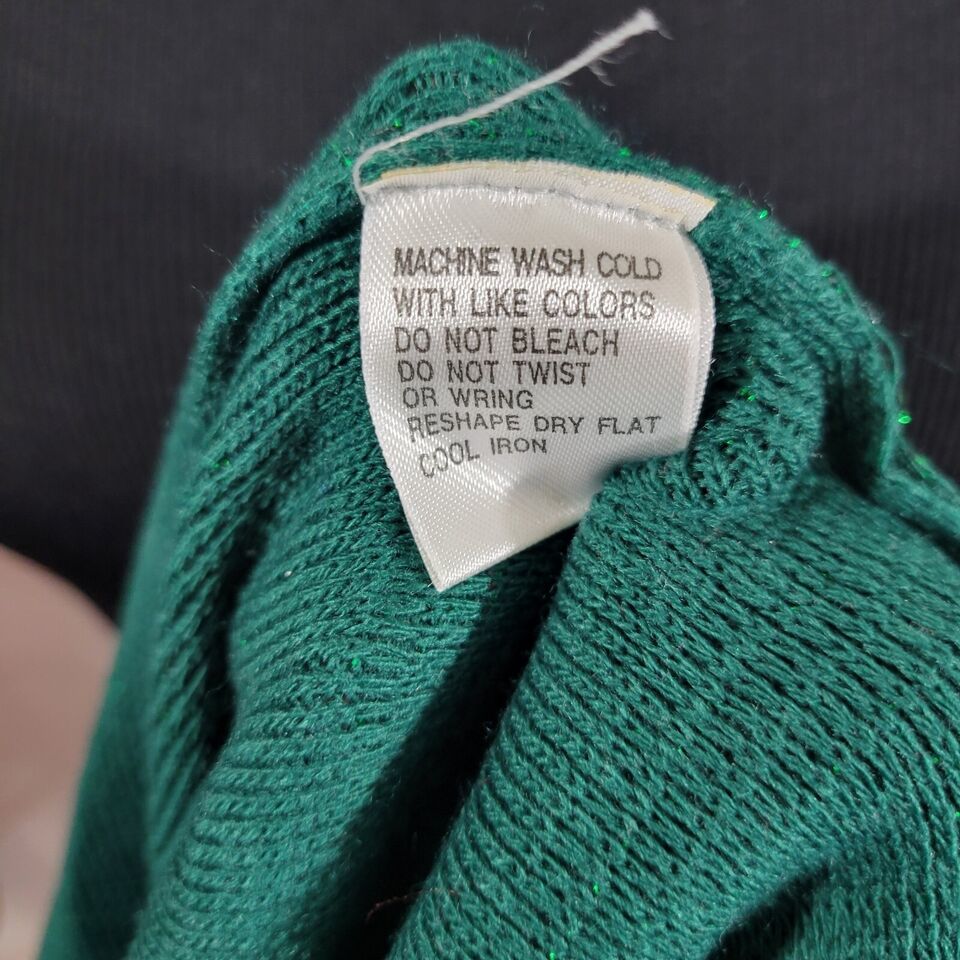 MACHINE WASH COLD
WITH LIKE COLORS
DO NOT BLEACH
DO NOT TWIST
OR WRING
RESHAPE DRY FLAT
COOL IRON